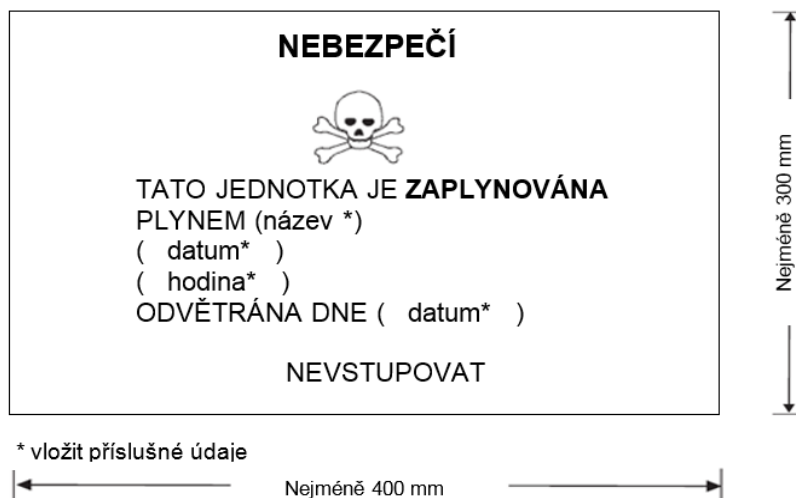 NEBEZPEČÍ
TATO JEDNOTKA JE ZAPLYNOVÁNA
PLYNEM (název *)
( datum* )
( hodina* )
ODVĚTRÁNA DNE ( datum* )
NEVSTUPOVAT
Nejméně 300 mm
* vložit příslušné údaje
Nejméně 400 mm